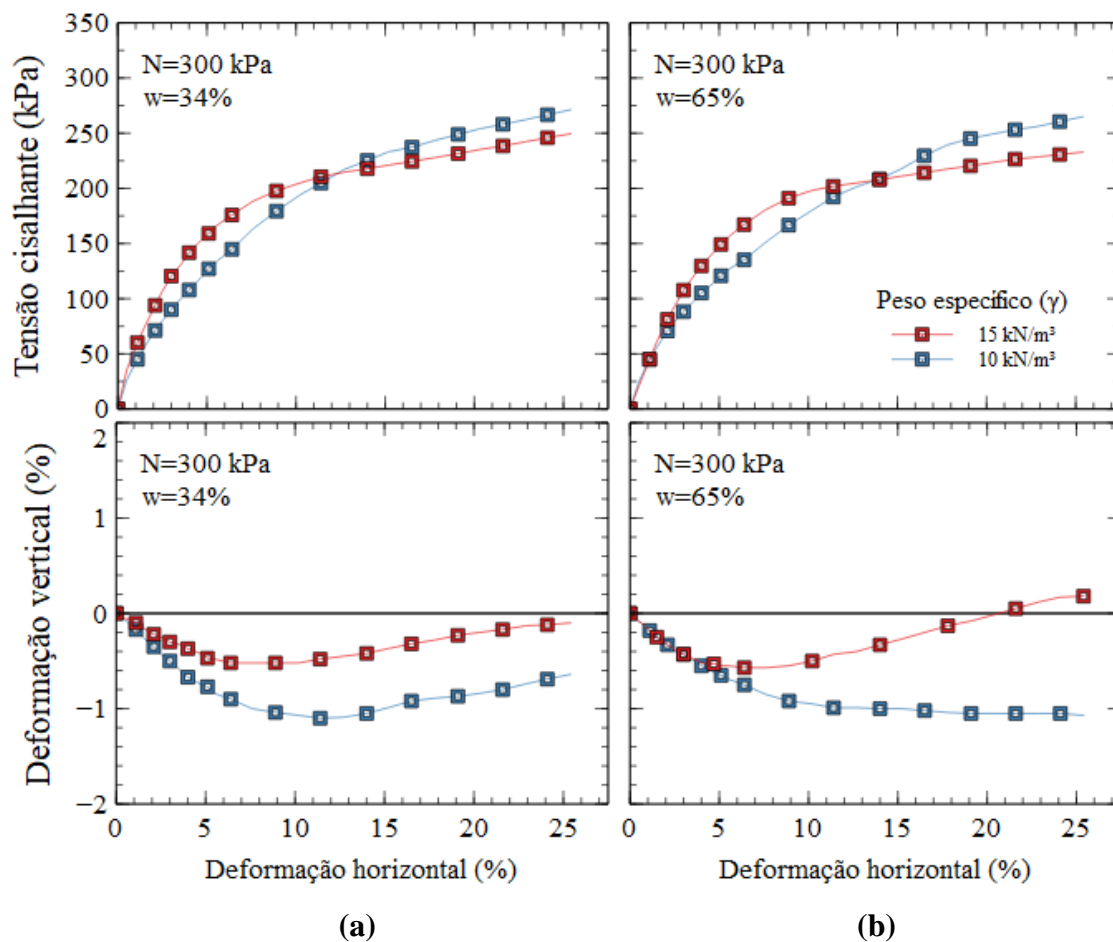 Tensão cisalhante (kPa)
350
300
250
200
150
100
50
0
N=300 kPa
w=34%
N=300 kPa
w=65%
Peso específico (γ)
15 kN/m³
10 kN/m³
Deformação vertical (%)
2
1
0
−1
−2
N=300 kPa
w=34%
N=300 kPa
w=65%
0 5 10 15 20 25
0 5 10 15 20 25
Deformação horizontal (%)
Deformação horizontal (%)
(a)
(b)